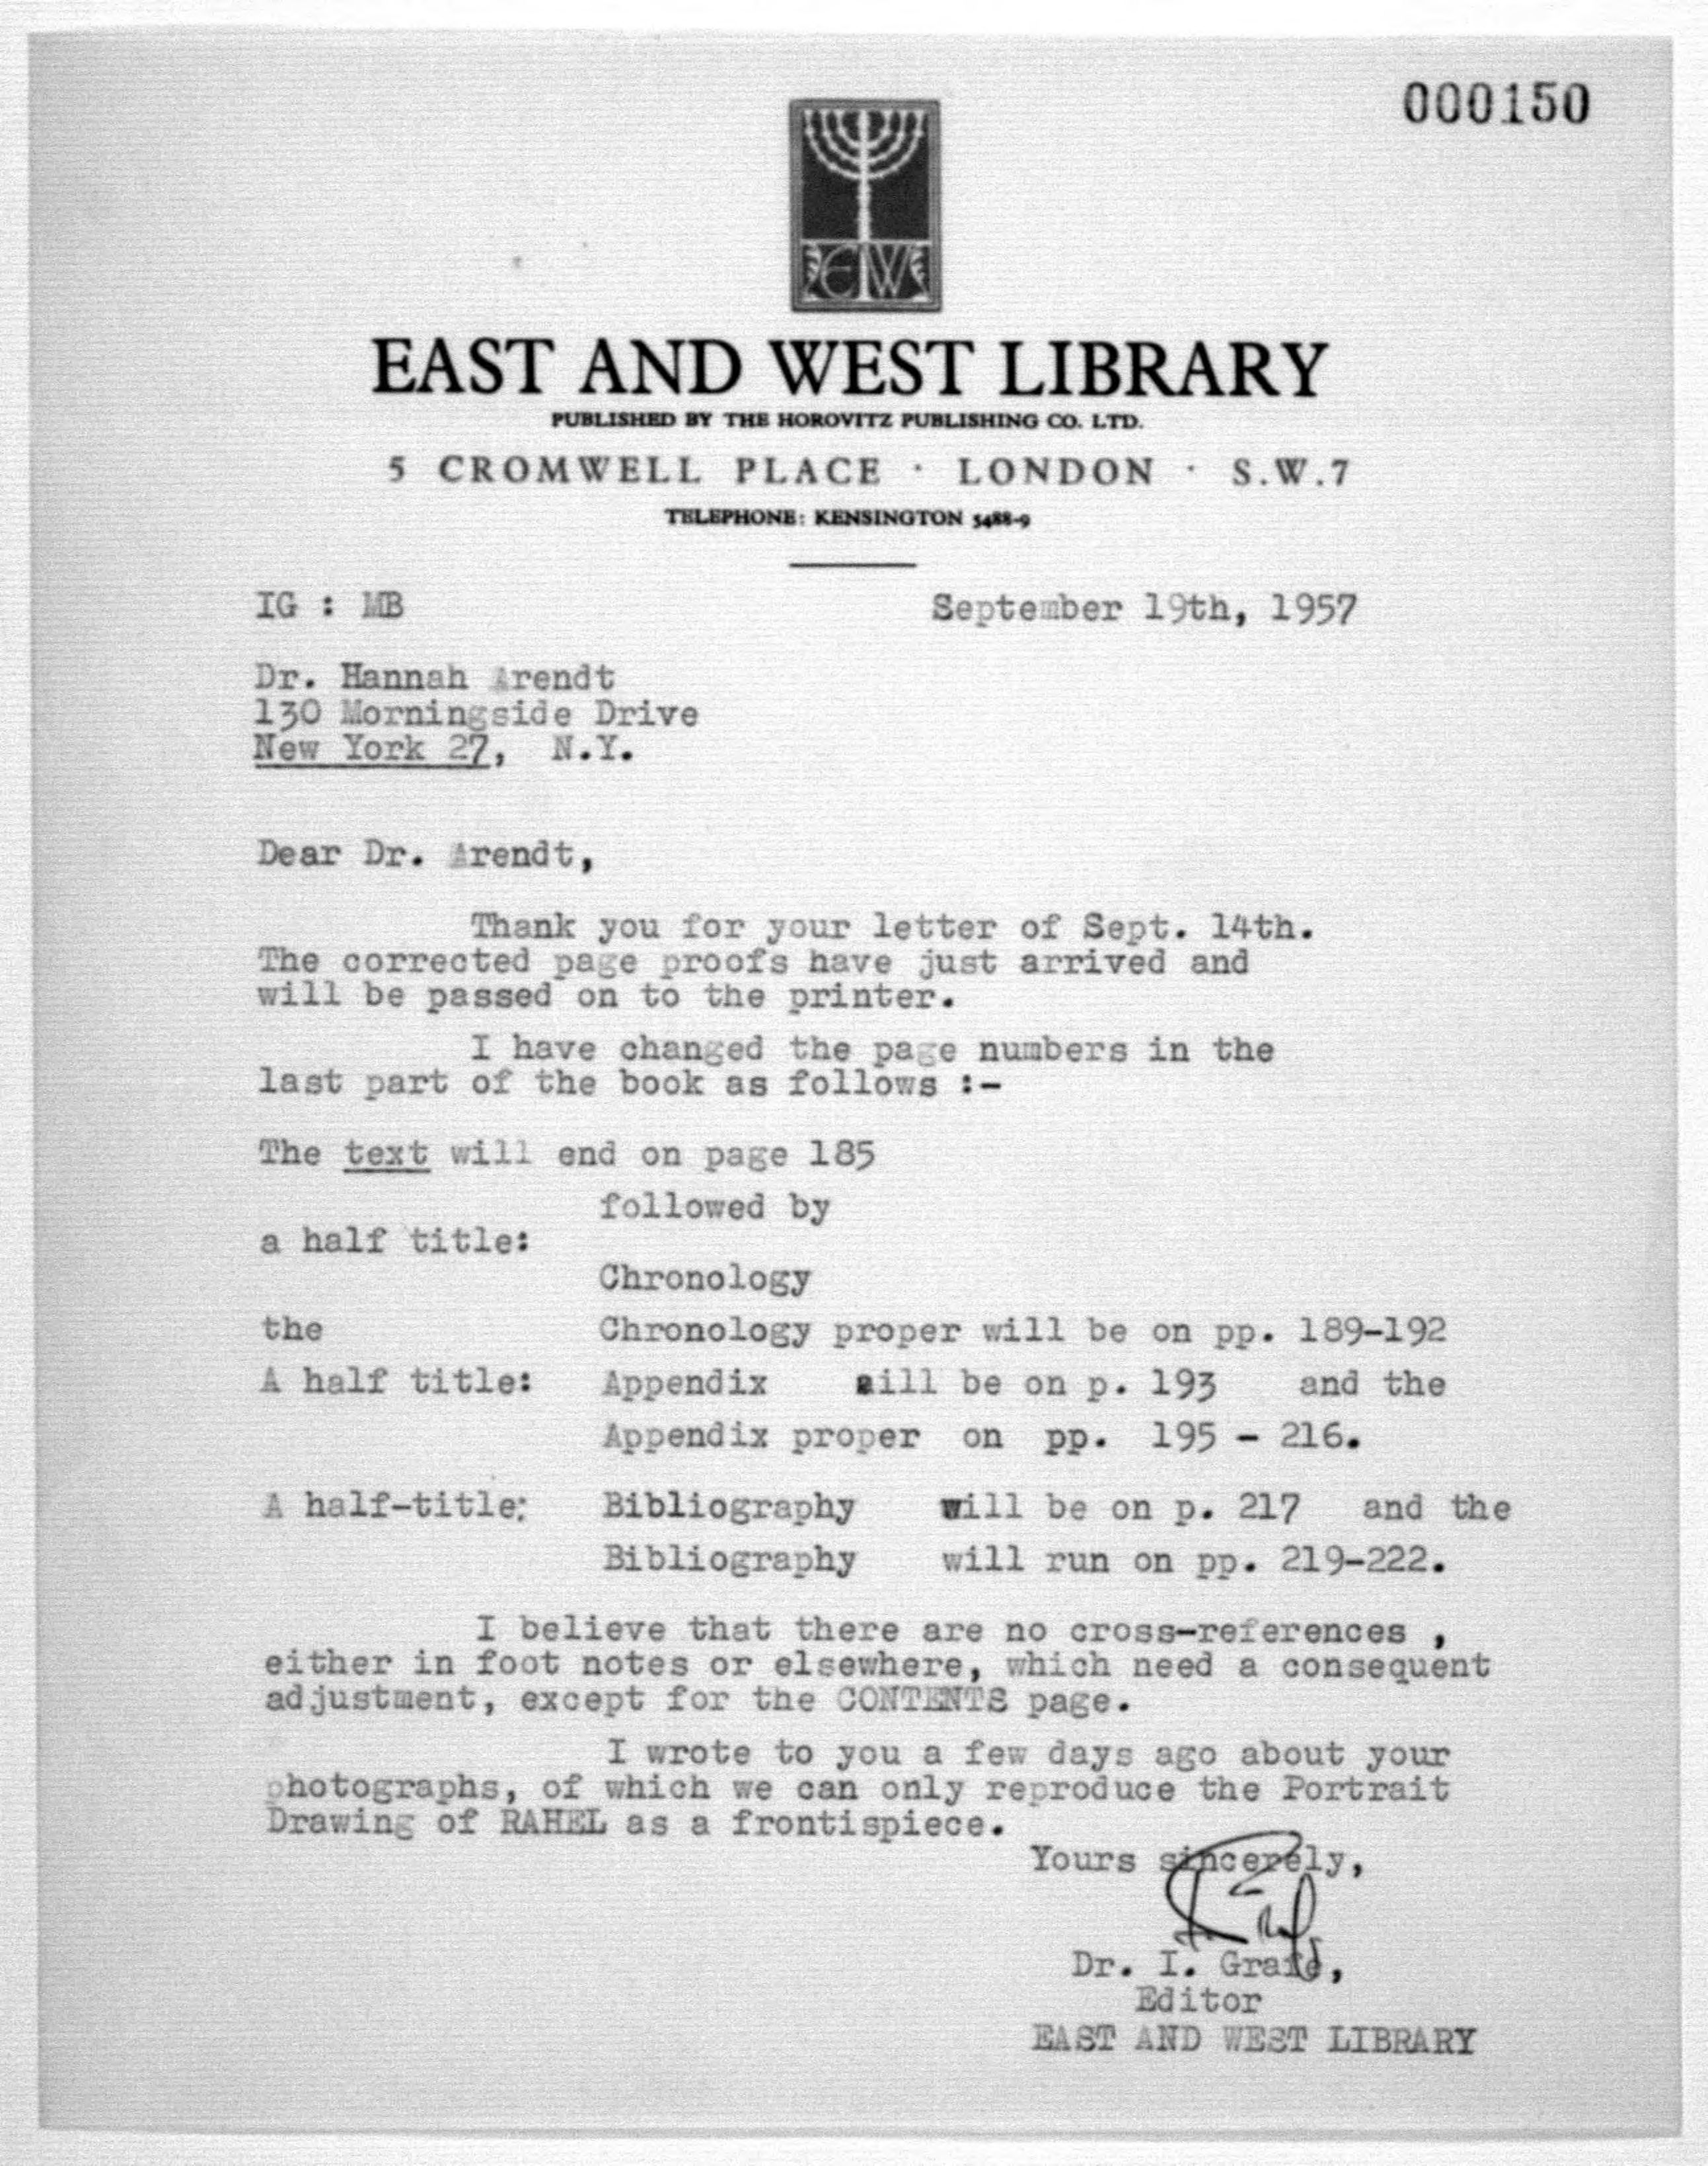 000150
EW
EAST AND WEST LIBRARY
PUBLISHED BY THE HOROVITZ PUBLISHING CO. LTD.
5 CROMWELL PLACE · LONDON · S.W.7
TELEPHONE: KENSINGTON 5488-9
IG : MB September 19th, 1957
Dr. Hannah Arendt
130 Morningside Drive
New York 27, N.Y.
Dear Dr. Arendt,
Thank you for your letter of Sept. 14th.
The corrected page proofs have just arrived and
will be passed on to the printer.
I have changed the page numbers in the
last part of the book as follows :-
The text will end on page 185
followed by
a half title:
Chronology
the Chronology proper will be on pp. 189-192
A half title: Appendix will be on p. 193 and the
Appendix proper on pp. 195 - 216.
A half-title: Bibliography will be on p. 217 and the
Bibliography will run on pp. 219-222.
I believe that there are no cross-references ,
either in foot notes or elsewhere, which need a consequent
adjustment, except for the CONTENTS page.
I wrote to you a few days ago about your
photographs, of which we can only reproduce the Portrait
Drawing of RAHEL as a frontispiece.
Yours sincerely,
Dr. I.
Editor
EAST AND WEST LIBRARY